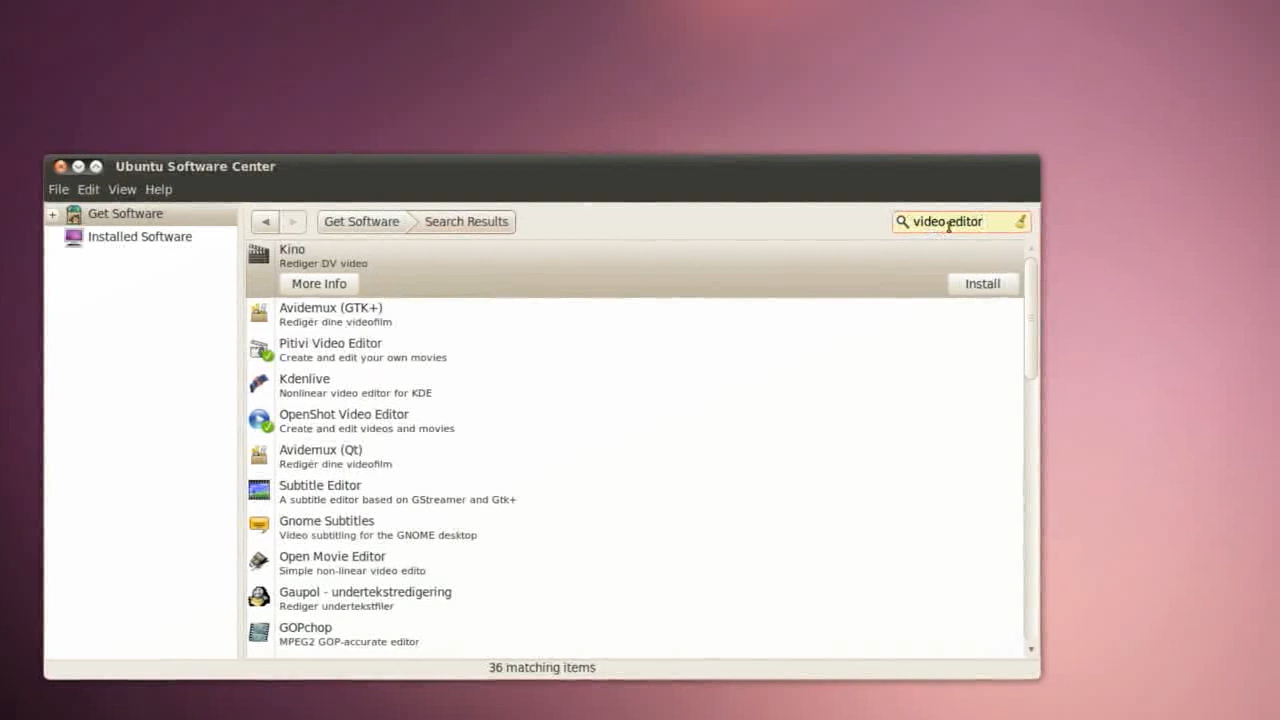 Ubuntu Software Center
File Edit View Help
Get Software
Installed Software
Get Software Search Results
video editor
Kino
Rediger DV video
More Info
Install
Avidemux (GTK+)
Redigér dine videofilm
Pitivi Video Editor
Create and edit your own movies
Kdenlive
Nonlinear video editor for KDE
OpenShot Video Editor
Create and edit videos and movies
Avidemux (Qt)
Redigér dine videofilm
Subtitle Editor
A subtitle editor based on GStreamer and Gtk+
Gnome Subtitles
Video subtitling for the GNOME desktop
Open Movie Editor
Simple non-linear video edito
Gaupol - undertekstredigering
Rediger undertekstfiler
GOPchop
MPEG2 GOP-accurate editor
36 matching items